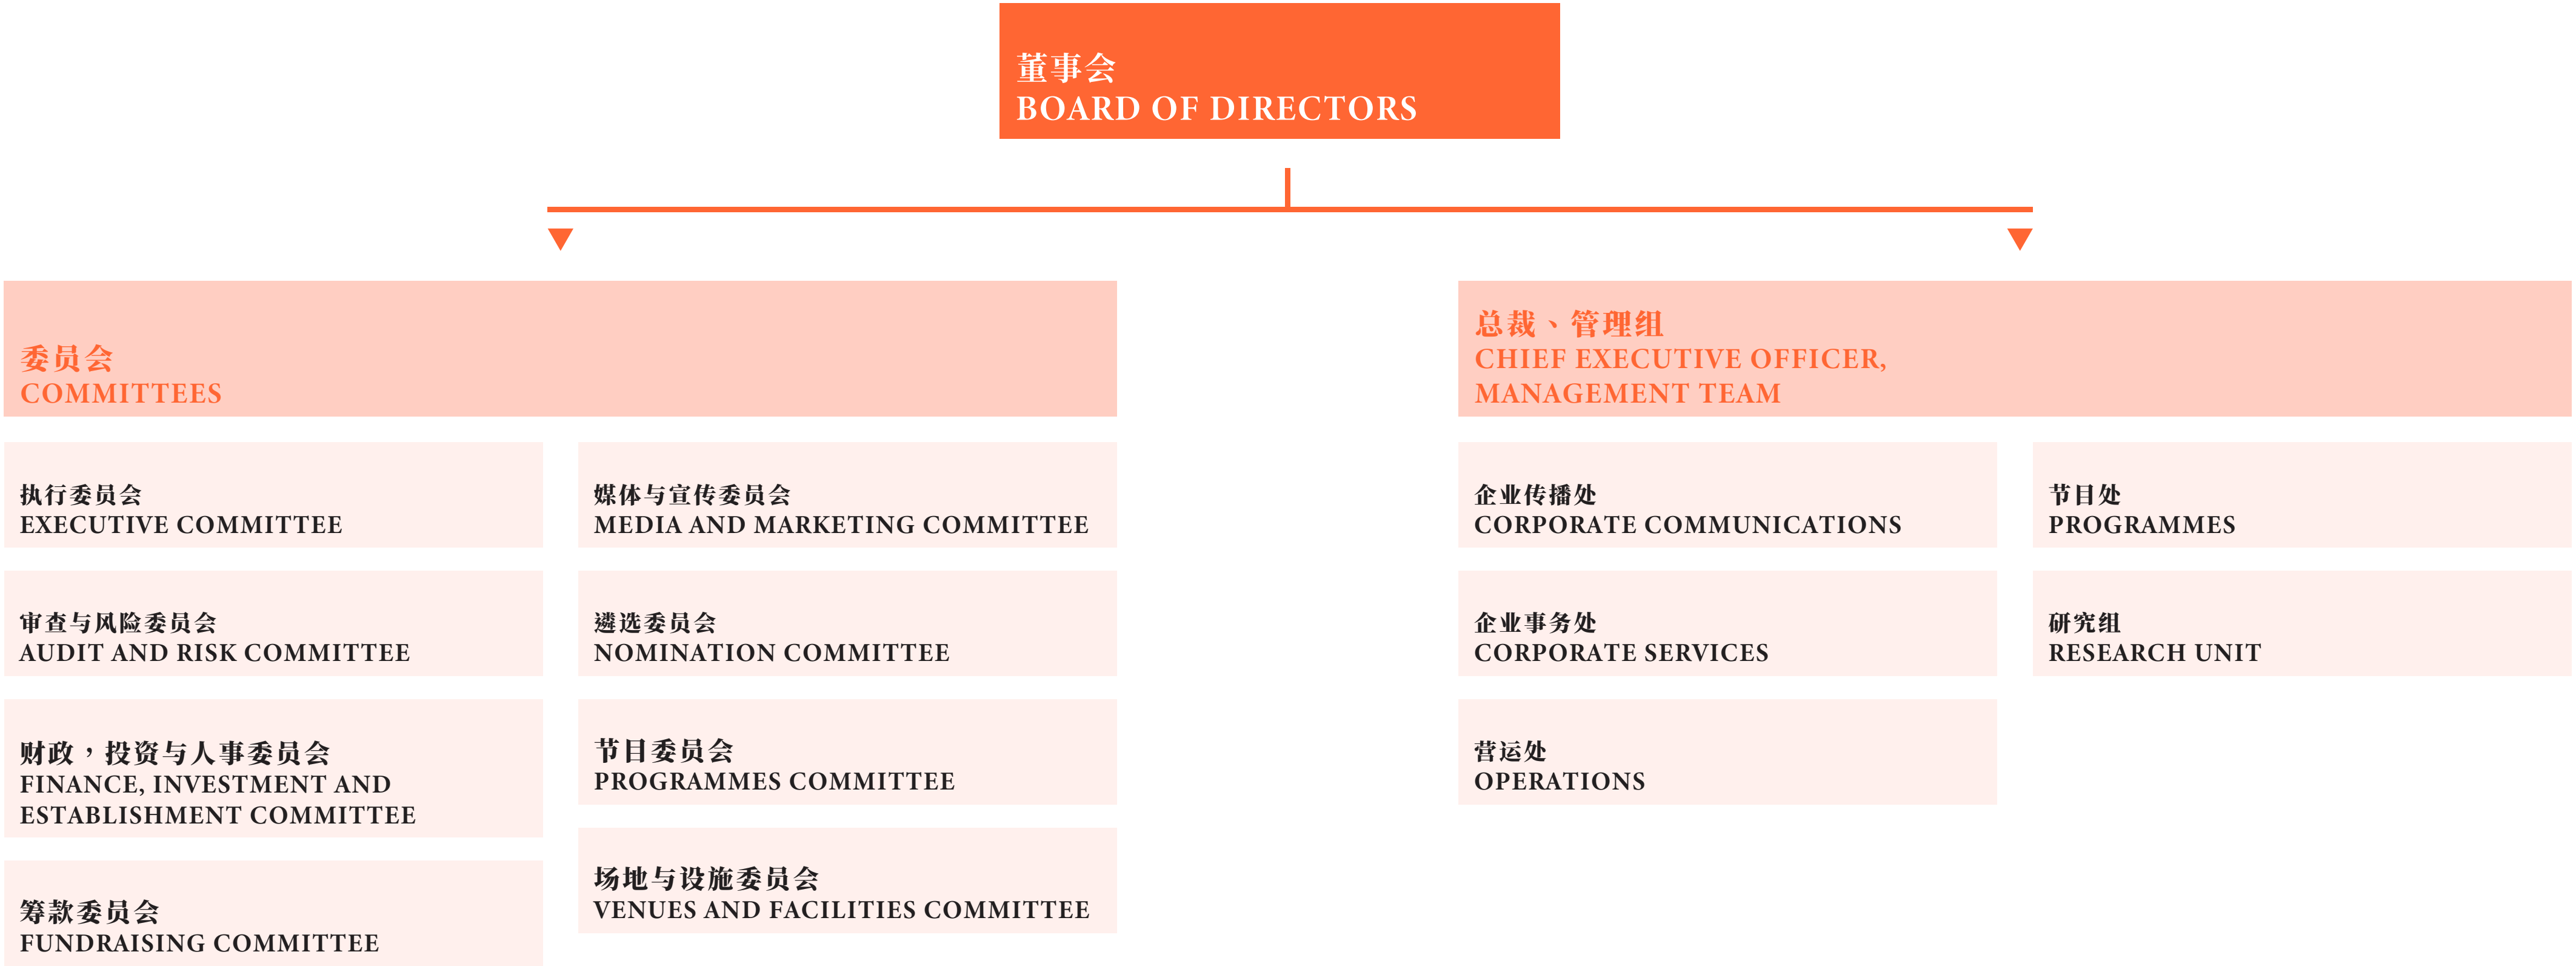 董事会
BOARD OF DIRECTORS
委员会
COMMITTEES
执行委员会
EXECUTIVE COMMITTEE
审查与风险委员会
AUDIT AND RISK COMMITTEE
财政，投资与人事委员会
FINANCE, INVESTMENT AND
ESTABLISHMENT COMMITTEE
筹款委员会
FUNDRAISING COMMITTEE
媒体与宣传委员会
MEDIA AND MARKETING COMMITTEE
遴选委员会
NOMINATION COMMITTEE
节目委员会
PROGRAMMES COMMITTEE
场地与设施委员会
VENUES AND FACILITIES COMMITTEE
总裁、管理组
CHIEF EXECUTIVE OFFICER,
MANAGEMENT TEAM
企业传播处
CORPORATE COMMUNICATIONS
企业事务处
CORPORATE SERVICES
营运处
OPERATIONS
节目处
PROGRAMMES
研究组
RESEARCH UNIT